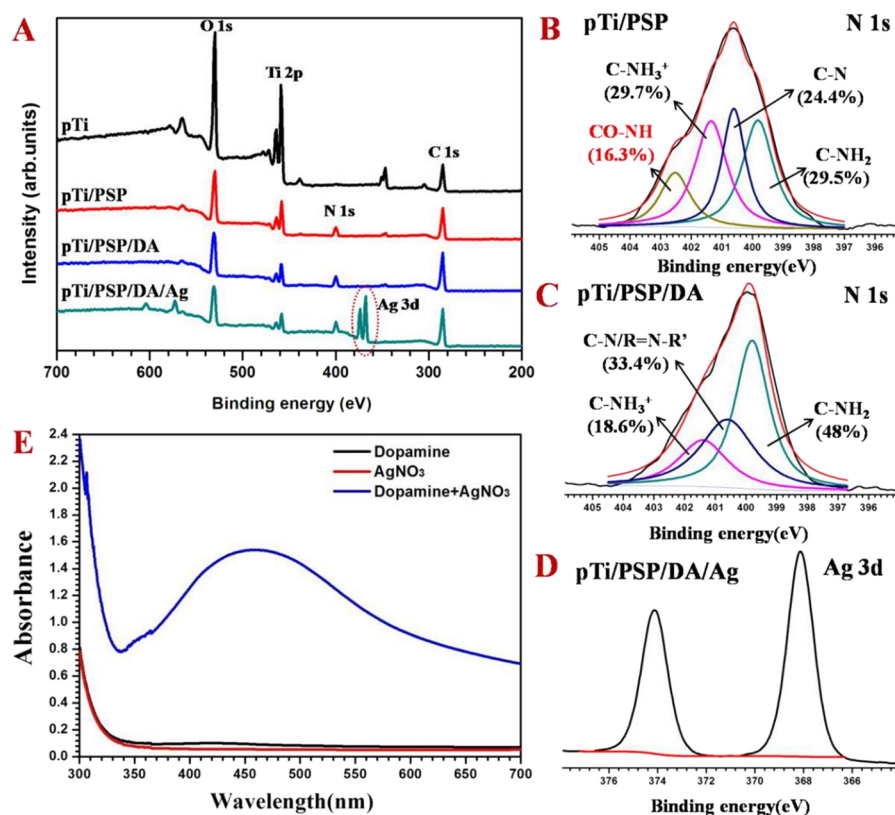 A
O 1s
Ti 2p
C 1s
pTi
pTi/PSP
N 1s
pTi/PSP/DA
pTi/PSP/DA/Ag
Ag 3d
Intensity (arb.units)
700 600 500 400 300 200
Binding energy (eV)
B
pTi/PSP
N 1s
C-NH₃⁺
(29.7%)
C-N
(24.4%)
CO-NH
(16.3%)
C-NH₂
(29.5%)
405 404 403 402 401 400 399 398 397 396
Binding energy(eV)
C
pTi/PSP/DA
N 1s
C-N/R=N-R’
(33.4%)
C-NH₃⁺
(18.6%)
C-NH₂
(48%)
405 404 403 402 401 400 399 398 397 396
Binding energy(eV)
D
pTi/PSP/DA/Ag
Ag 3d
376 374 372 370 368 366
Binding energy(eV)
E
Dopamine
AgNO₃
Dopamine+AgNO₃
Absorbance
2.4
2.2
2.0
1.8
1.6
1.4
1.2
1.0
0.8
0.6
0.4
0.2
0.0
300 350 400 450 500 550 600 650 700
Wavelength(nm)